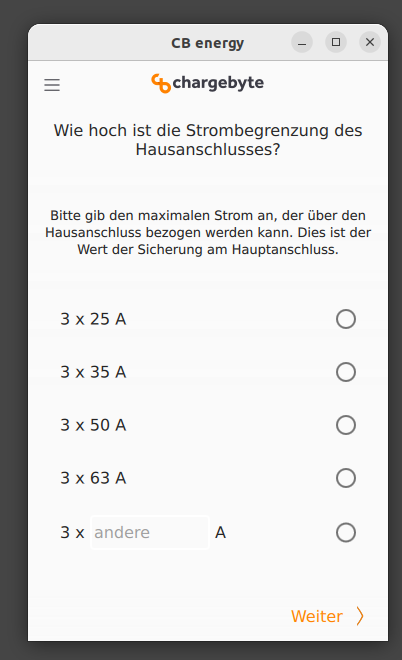 CB energy
chargebyte
Wie hoch ist die Strombegrenzung des
Hausanschlusses?
Bitte gib den maximalen Strom an, der über den
Hausanschluss bezogen werden kann. Dies ist der
Wert der Sicherung am Hauptanschluss.
3 x 25 A
3 x 35 A
3 x 50 A
3 x 63 A
3 x andere A
Weiter